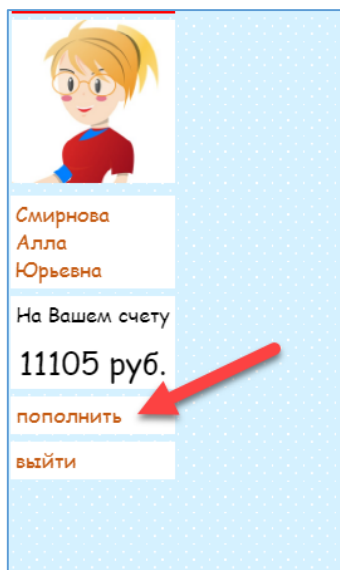 Смирнова
Алла
Юрьевна
На Вашем счету
11105 руб.
пополнить
выйти